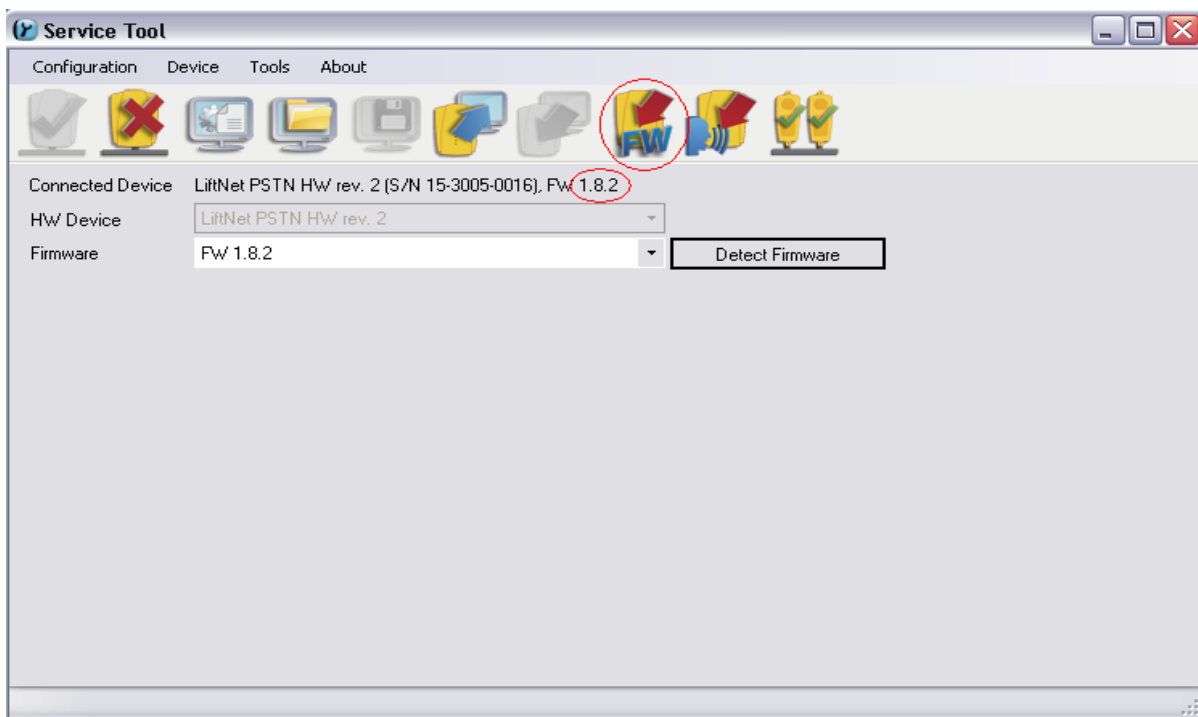 Service Tool
Configuration Device Tools About
FW
Connected Device LiftNet PSTN HW rev. 2 (S/N 15-3005-0016), FW 1.8.2
HW Device LiftNet PSTN HW rev. 2
Firmware FW 1.8.2 Detect Firmware